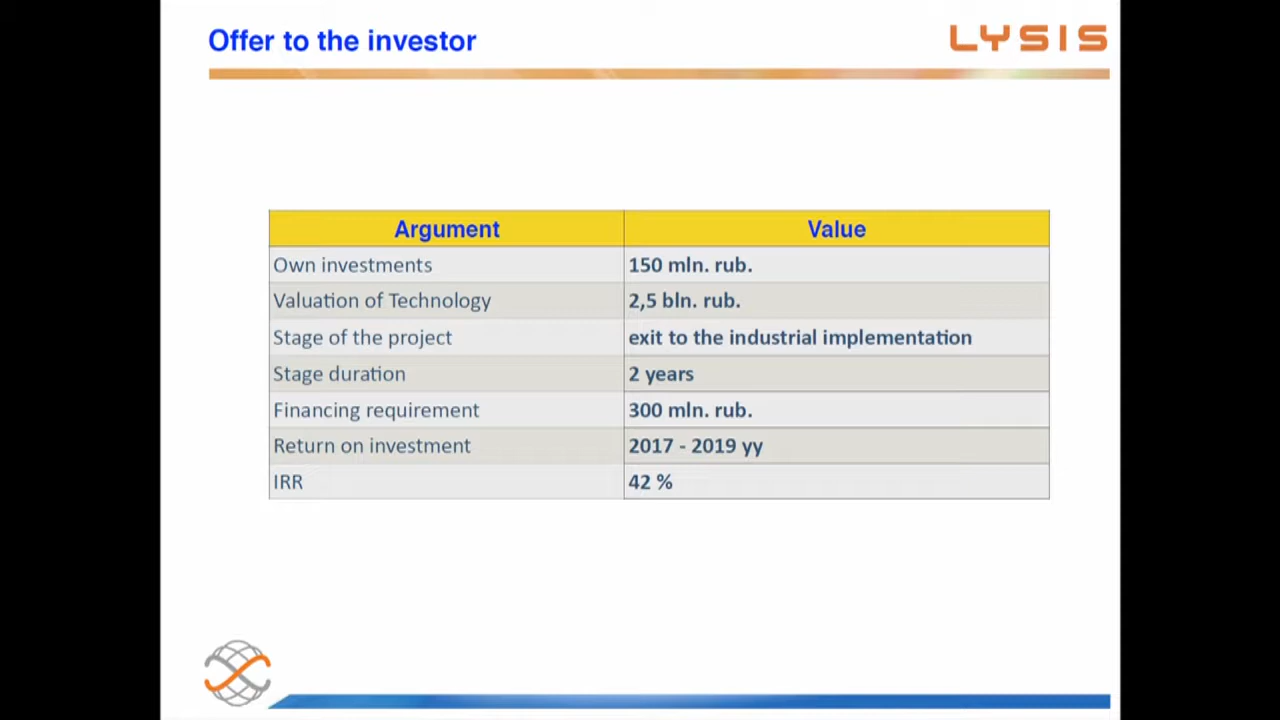 Offer to the investor
LYSIS
Argument Value
Own investments 150 mln. rub.
Valuation of Technology 2,5 bln. rub.
Stage of the project exit to the industrial implementation
Stage duration 2 years
Financing requirement 300 mln. rub.
Return on investment 2017 - 2019 yy
IRR 42 %